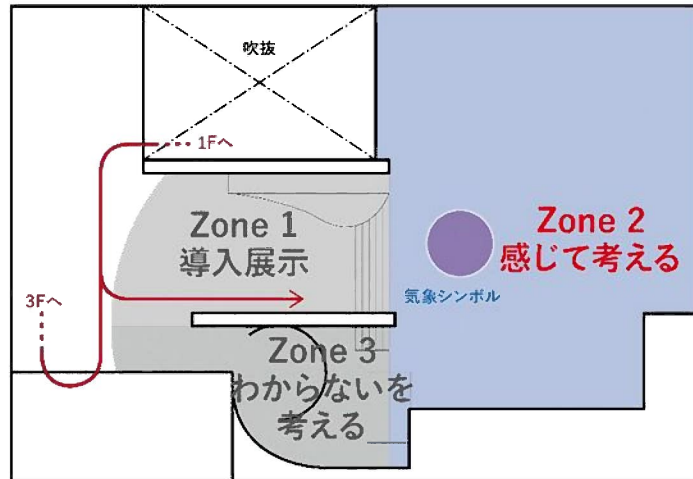 吹抜
1Fへ
Zone 1
導入展示
Zone 2
感じて考える
気象シンボル
3Fへ
Zone 3
わからないを
考える